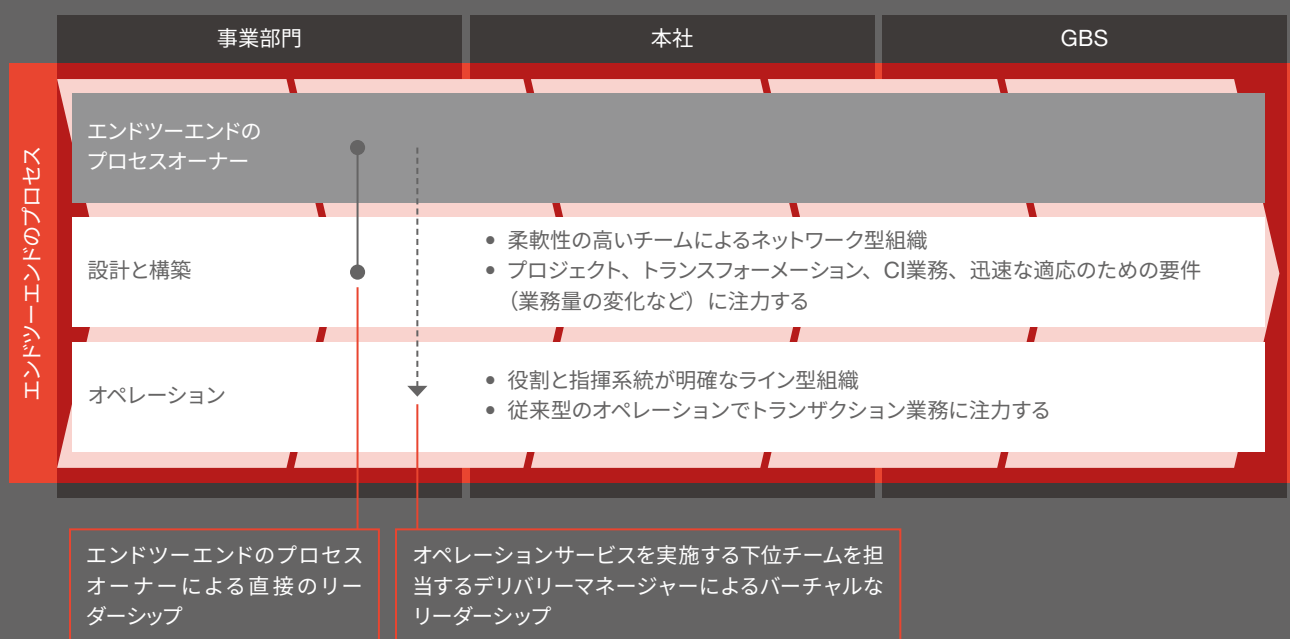 事業部門
本社
GBS
エンドツーエンドのプロセス
エンドツーエンドの
プロセスオーナー
設計と構築
• 柔軟性の高いチームによるネットワーク型組織
• プロジェクト、トランスフォーメーション、CI業務、迅速な適応のための要件
（業務量の変化など）に注力する
オペレーション
• 役割と指揮系統が明確なライン型組織
• 従来型のオペレーションでトランザクション業務に注力する
エンドツーエンドのプロセス
オーナーによる直接のリー
ダーシップ
オペレーションサービスを実施する下位チームを担
当するデリバリーマネージャーによるバーチャルな
リーダーシップ